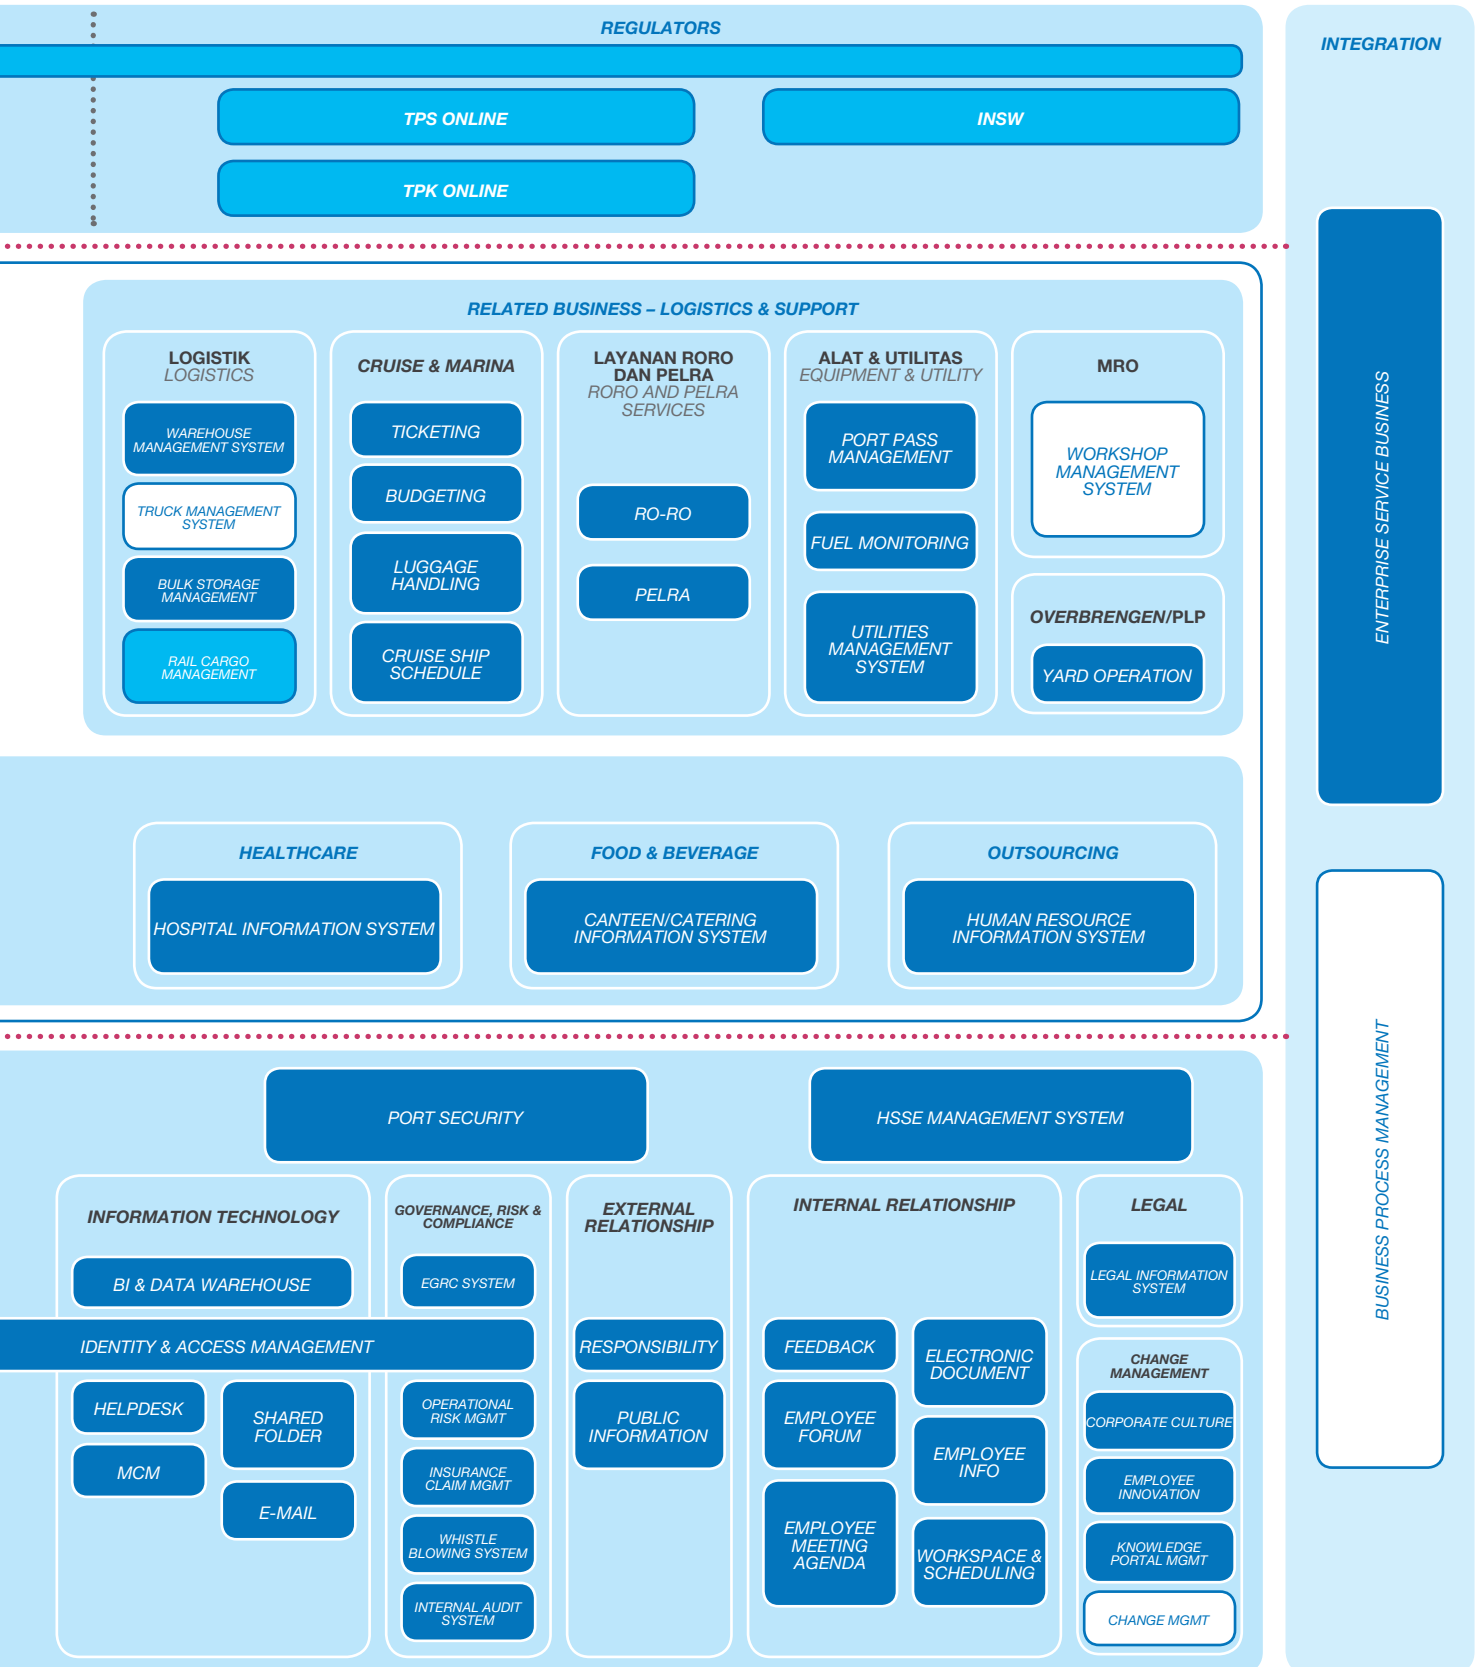 REGULATORS
INTEGRATION
TPS ONLINE
INSW
TPK ONLINE
RELATED BUSINESS – LOGISTICS & SUPPORT
LOGISTIK
LOGISTICS
WAREHOUSE
MANAGEMENT SYSTEM
TRUCK MANAGEMENT
SYSTEM
BULK STORAGE
MANAGEMENT
RAIL CARGO
MANAGEMENT
CRUISE & MARINA
TICKETING
BUDGETING
LUGGAGE
HANDLING
CRUISE SHIP
SCHEDULE
LAYANAN RORO
DAN PELRA
RORO AND PELRA
SERVICES
RO-RO
PELRA
ALAT & UTILITAS
EQUIPMENT & UTILITY
PORT PASS
MANAGEMENT
FUEL MONITORING
UTILITIES
MANAGEMENT
SYSTEM
MRO
WORKSHOP
MANAGEMENT
SYSTEM
OVERBRENGEN/PLP
YARD OPERATION
ENTERPRISE SERVICE BUSINESS
HEALTHCARE
HOSPITAL INFORMATION SYSTEM
FOOD & BEVERAGE
CANTEEN/CATERING
INFORMATION SYSTEM
OUTSOURCING
HUMAN RESOURCE
INFORMATION SYSTEM
BUSINESS PROCESS MANAGEMENT
PORT SECURITY
HSSE MANAGEMENT SYSTEM
INFORMATION TECHNOLOGY
BI & DATA WAREHOUSE
IDENTITY & ACCESS MANAGEMENT
HELPDESK
MCM
SHARED
FOLDER
E-MAIL
GOVERNANCE, RISK &
COMPLIANCE
EGRC SYSTEM
OPERATIONAL
RISK MGMT
INSURANCE
CLAIM MGMT
WHISTLE
BLOWING SYSTEM
INTERNAL AUDIT
SYSTEM
EXTERNAL
RELATIONSHIP
RESPONSIBILITY
PUBLIC
INFORMATION
INTERNAL RELATIONSHIP
FEEDBACK
EMPLOYEE
FORUM
EMPLOYEE
MEETING
AGENDA
ELECTRONIC
DOCUMENT
EMPLOYEE
INFO
WORKSPACE &
SCHEDULING
LEGAL
LEGAL INFORMATION
SYSTEM
CHANGE
MANAGEMENT
CORPORATE CULTURE
EMPLOYEE
INNOVATION
KNOWLEDGE
PORTAL MGMT
CHANGE MGMT